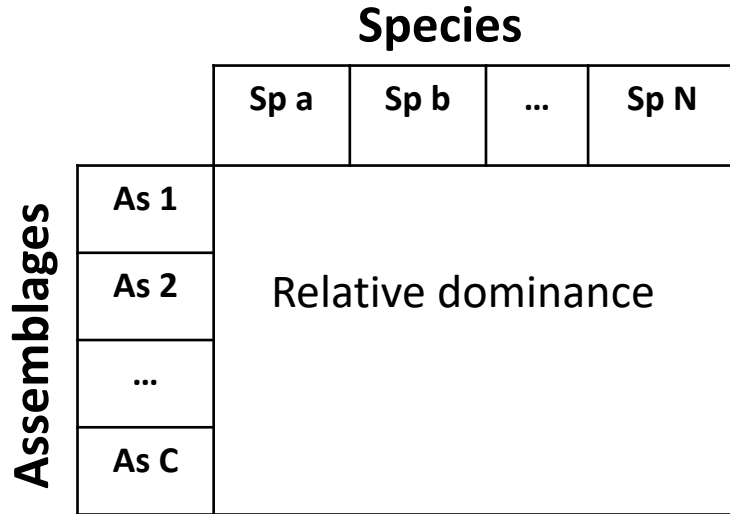 Species
Sp a Sp b ... Sp N
Assemblages
As 1
As 2
Relative dominance
...
As C